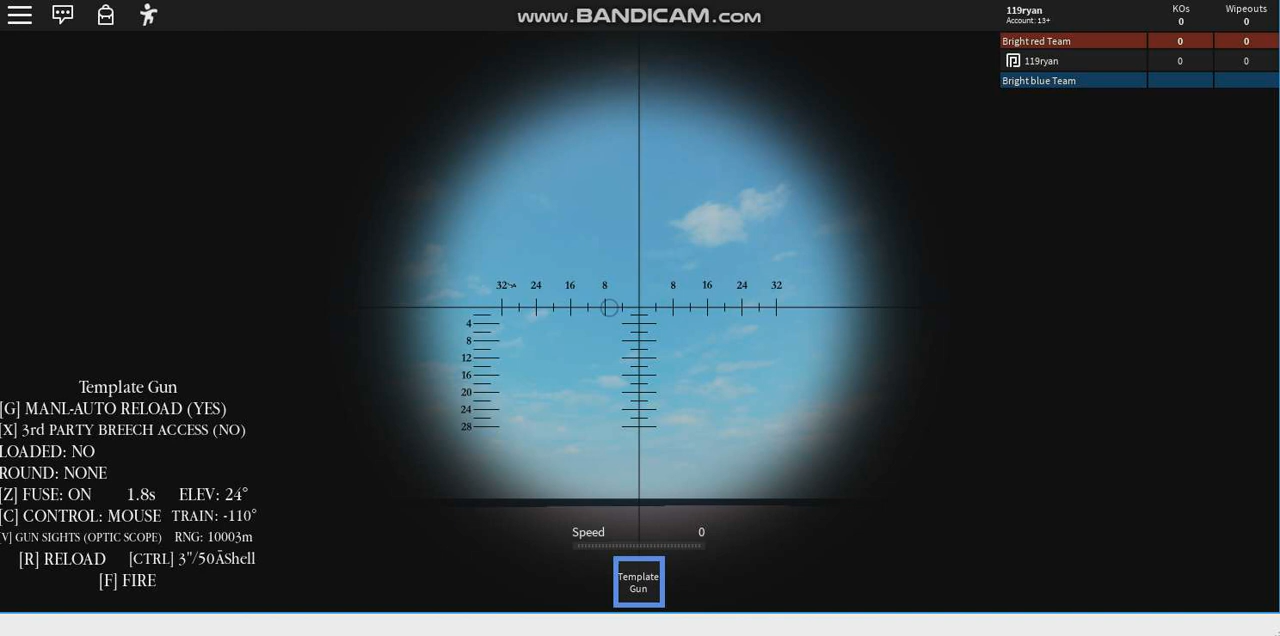 www.BANDICAM.com
119ryan
Account: 13+
KOs
0
Wipeouts
0
Bright red Team 0 0
119ryan 0 0
Bright blue Team
32 24 16 8 8 16 24 32
4
8
12
16
20
24
28
Template Gun
[G] MANL-AUTO RELOAD (YES)
[X] 3rd PARTY BREECH ACCESS (NO)
LOADED: NO
ROUND: NONE
[Z] FUSE: ON 1.8s ELEV: 24°
[C] CONTROL: MOUSE TRAIN: -110°
[V] GUN SIGHTS (OPTIC SCOPE) RNG: 10003m
[R] RELOAD [CTRL] 3"/50ĀShell
[F] FIRE
Speed 0
Template
Gun